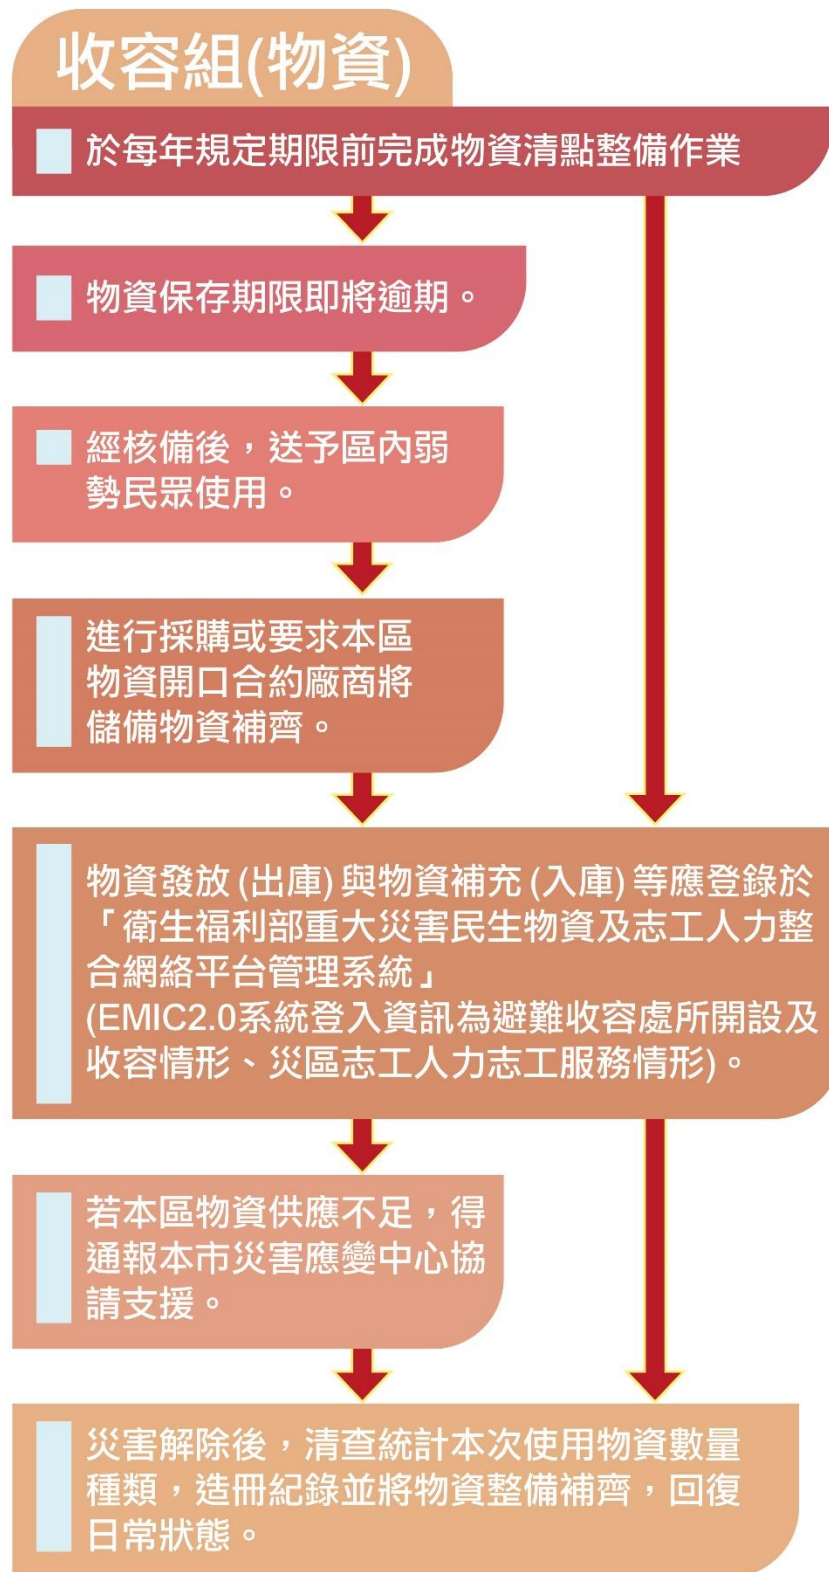 收容組(物資)
於每年規定期限前完成物資清點整備作業
物資保存期限即將逾期。
經核備後，送予區內弱
勢民眾使用。
進行採購或要求本區
物資開口合約廠商將
儲備物資補齊。
物資發放(出庫)與物資補充(入庫)等應登錄於
「衛生福利部重大災害民生物資及志工人力整
合網絡平台管理系統」
(EMIC2.0系統登入資訊為避難收容處所開設及
收容情形、災區志工人力志工服務情形)。
若本區物資供應不足，得
通報本市災害應變中心協
請支援。
災害解除後，清查統計本次使用物資數量
種類，造冊紀錄並將物資整備補齊，回復
日常狀態。